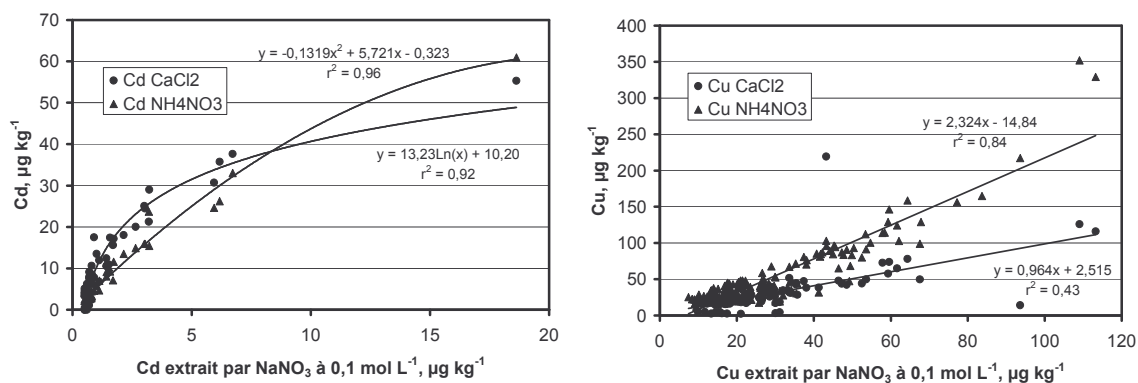 70
60
50
40
30
20
10
0
0
5
10
15
20
Cd, µg kg⁻¹
Cd extrait par NaNO₃ à 0,1 mol L⁻¹, µg kg⁻¹
Cd CaCl2
Cd NH4NO3
y = -0,1319x² + 5,721x - 0,323
r² = 0,96
y = 13,23Ln(x) + 10,20
r² = 0,92
400
350
300
250
200
150
100
50
0
0
20
40
60
80
100
120
Cu, µg kg⁻¹
Cu extrait par NaNO₃ à 0,1 mol L⁻¹, µg kg⁻¹
Cu CaCl2
Cu NH4NO3
y = 2,324x - 14,84
r² = 0,84
y = 0,964x + 2,515
r² = 0,43